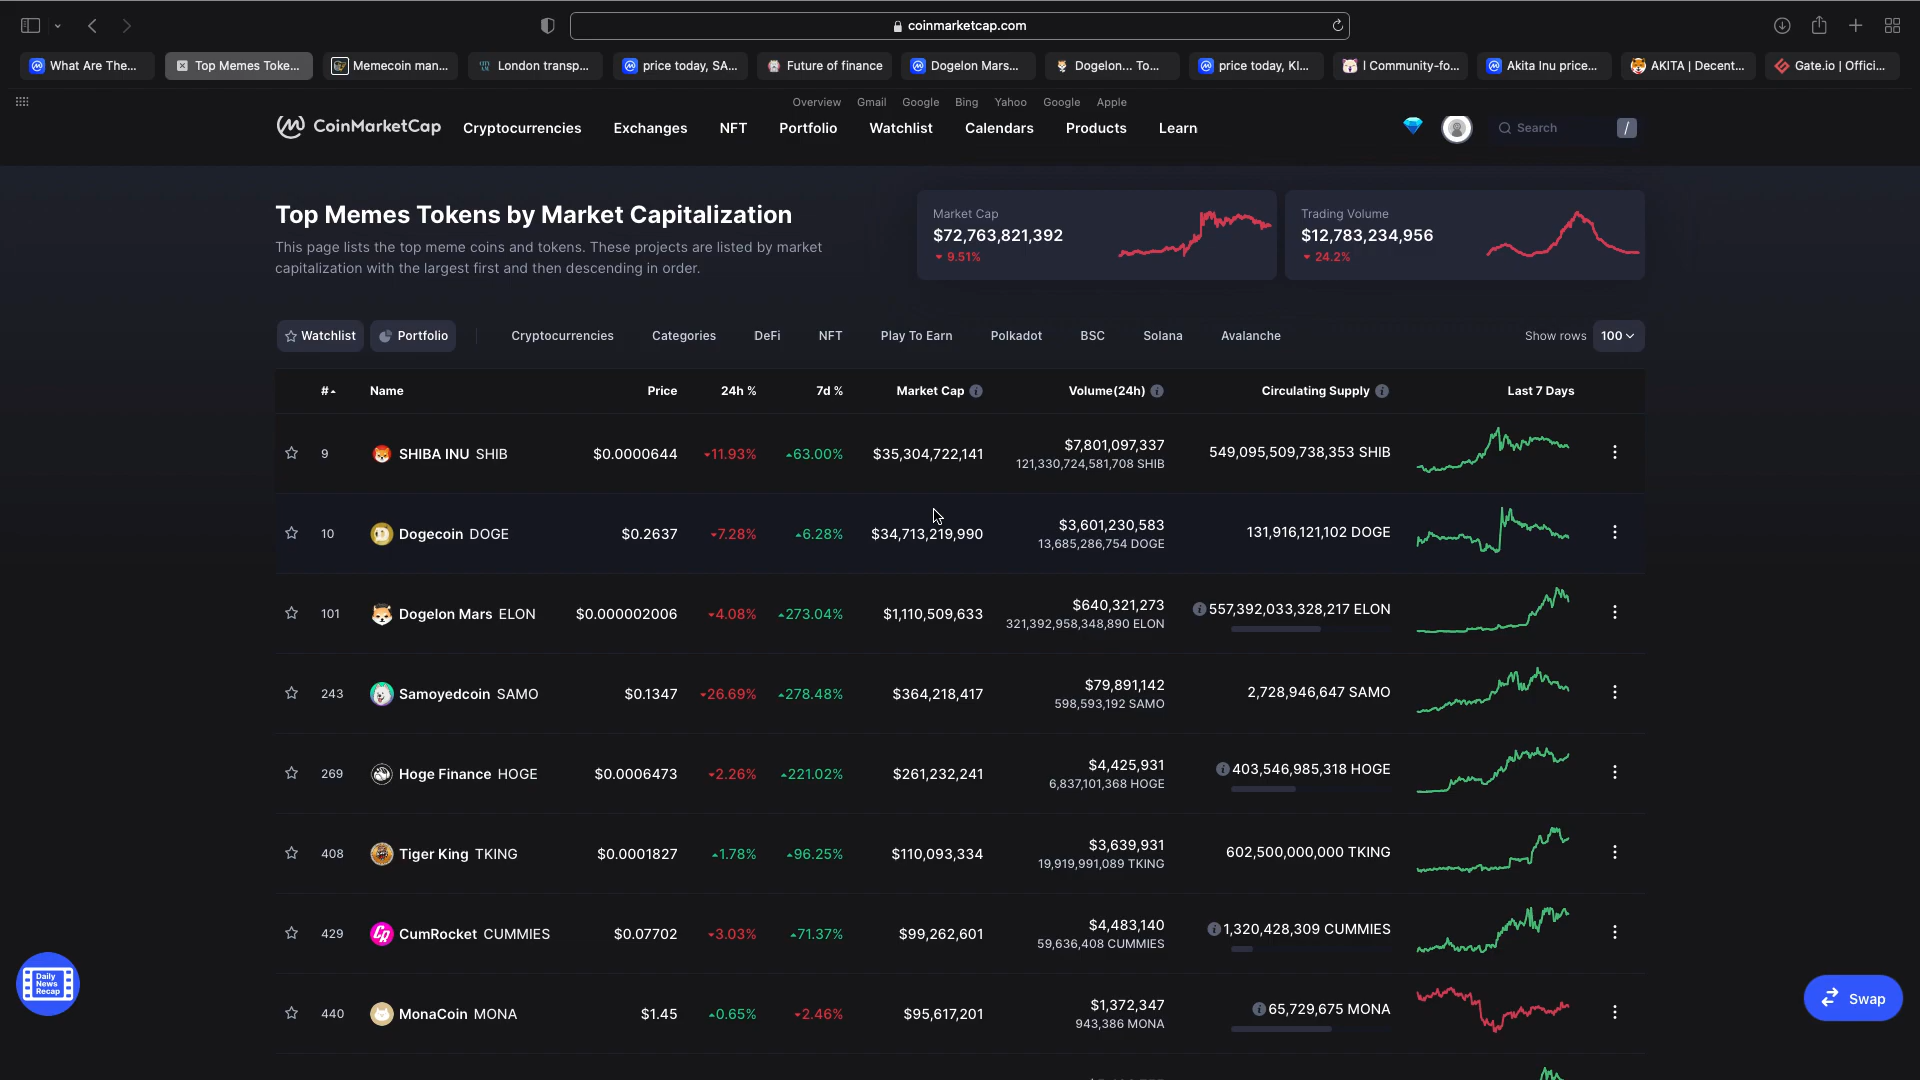 coinmarketcap.com
What Are The...
Top Memes Toke...
Memecoin man...
London transp...
price today, SA...
Future of finance
Dogelon Mars...
Dogelon... To...
price today, KI...
I Community-fo...
Akita Inu price...
AKITA | Decent...
Gate.io | Offici...
Overview Gmail Google Bing Yahoo Google Apple
CoinMarketCap Cryptocurrencies Exchanges NFT Portfolio Watchlist Calendars Products Learn Search /
Top Memes Tokens by Market Capitalization
This page lists the top meme coins and tokens. These projects are listed by market
capitalization with the largest first and then descending in order.
Market Cap
$72,763,821,392
9.51%
Trading Volume
$12,783,234,956
24.2%
Watchlist Portfolio Cryptocurrencies Categories DeFi NFT Play To Earn Polkadot BSC Solana Avalanche Show rows 100
# Name Price 24h % 7d % Market Cap Volume(24h) Circulating Supply Last 7 Days
9 SHIBA INU SHIB $0.0000644 11.93% 63.00% $35,304,722,141 $7,801,097,337 549,095,509,738,353 SHIB
121,330,724,581,708 SHIB
10 Dogecoin DOGE $0.2637 7.28% 6.28% $34,713,219,990 $3,601,230,583 131,916,121,102 DOGE
13,685,286,754 DOGE
101 Dogelon Mars ELON $0.000002006 4.08% 273.04% $1,110,509,633 $640,321,273 557,392,033,328,217 ELON
321,392,958,348,890 ELON
243 Samoyedcoin SAMO $0.1347 26.69% 278.48% $364,218,417 $79,891,142 2,728,946,647 SAMO
598,593,192 SAMO
269 Hoge Finance HOGE $0.0006473 2.26% 221.02% $261,232,241 $4,425,931 403,546,985,318 HOGE
6,837,101,368 HOGE
408 Tiger King TKING $0.0001827 1.78% 96.25% $110,093,334 $3,639,931 602,500,000,000 TKING
19,919,991,089 TKING
429 CumRocket CUMMIES $0.07702 3.03% 71.37% $99,262,601 $4,483,140 1,320,428,309 CUMMIES
59,636,408 CUMMIES
440 MonaCoin MONA $1.45 0.65% 2.46% $95,617,201 $1,372,347 65,729,675 MONA
943,386 MONA
Daily
News
Recap
Swap